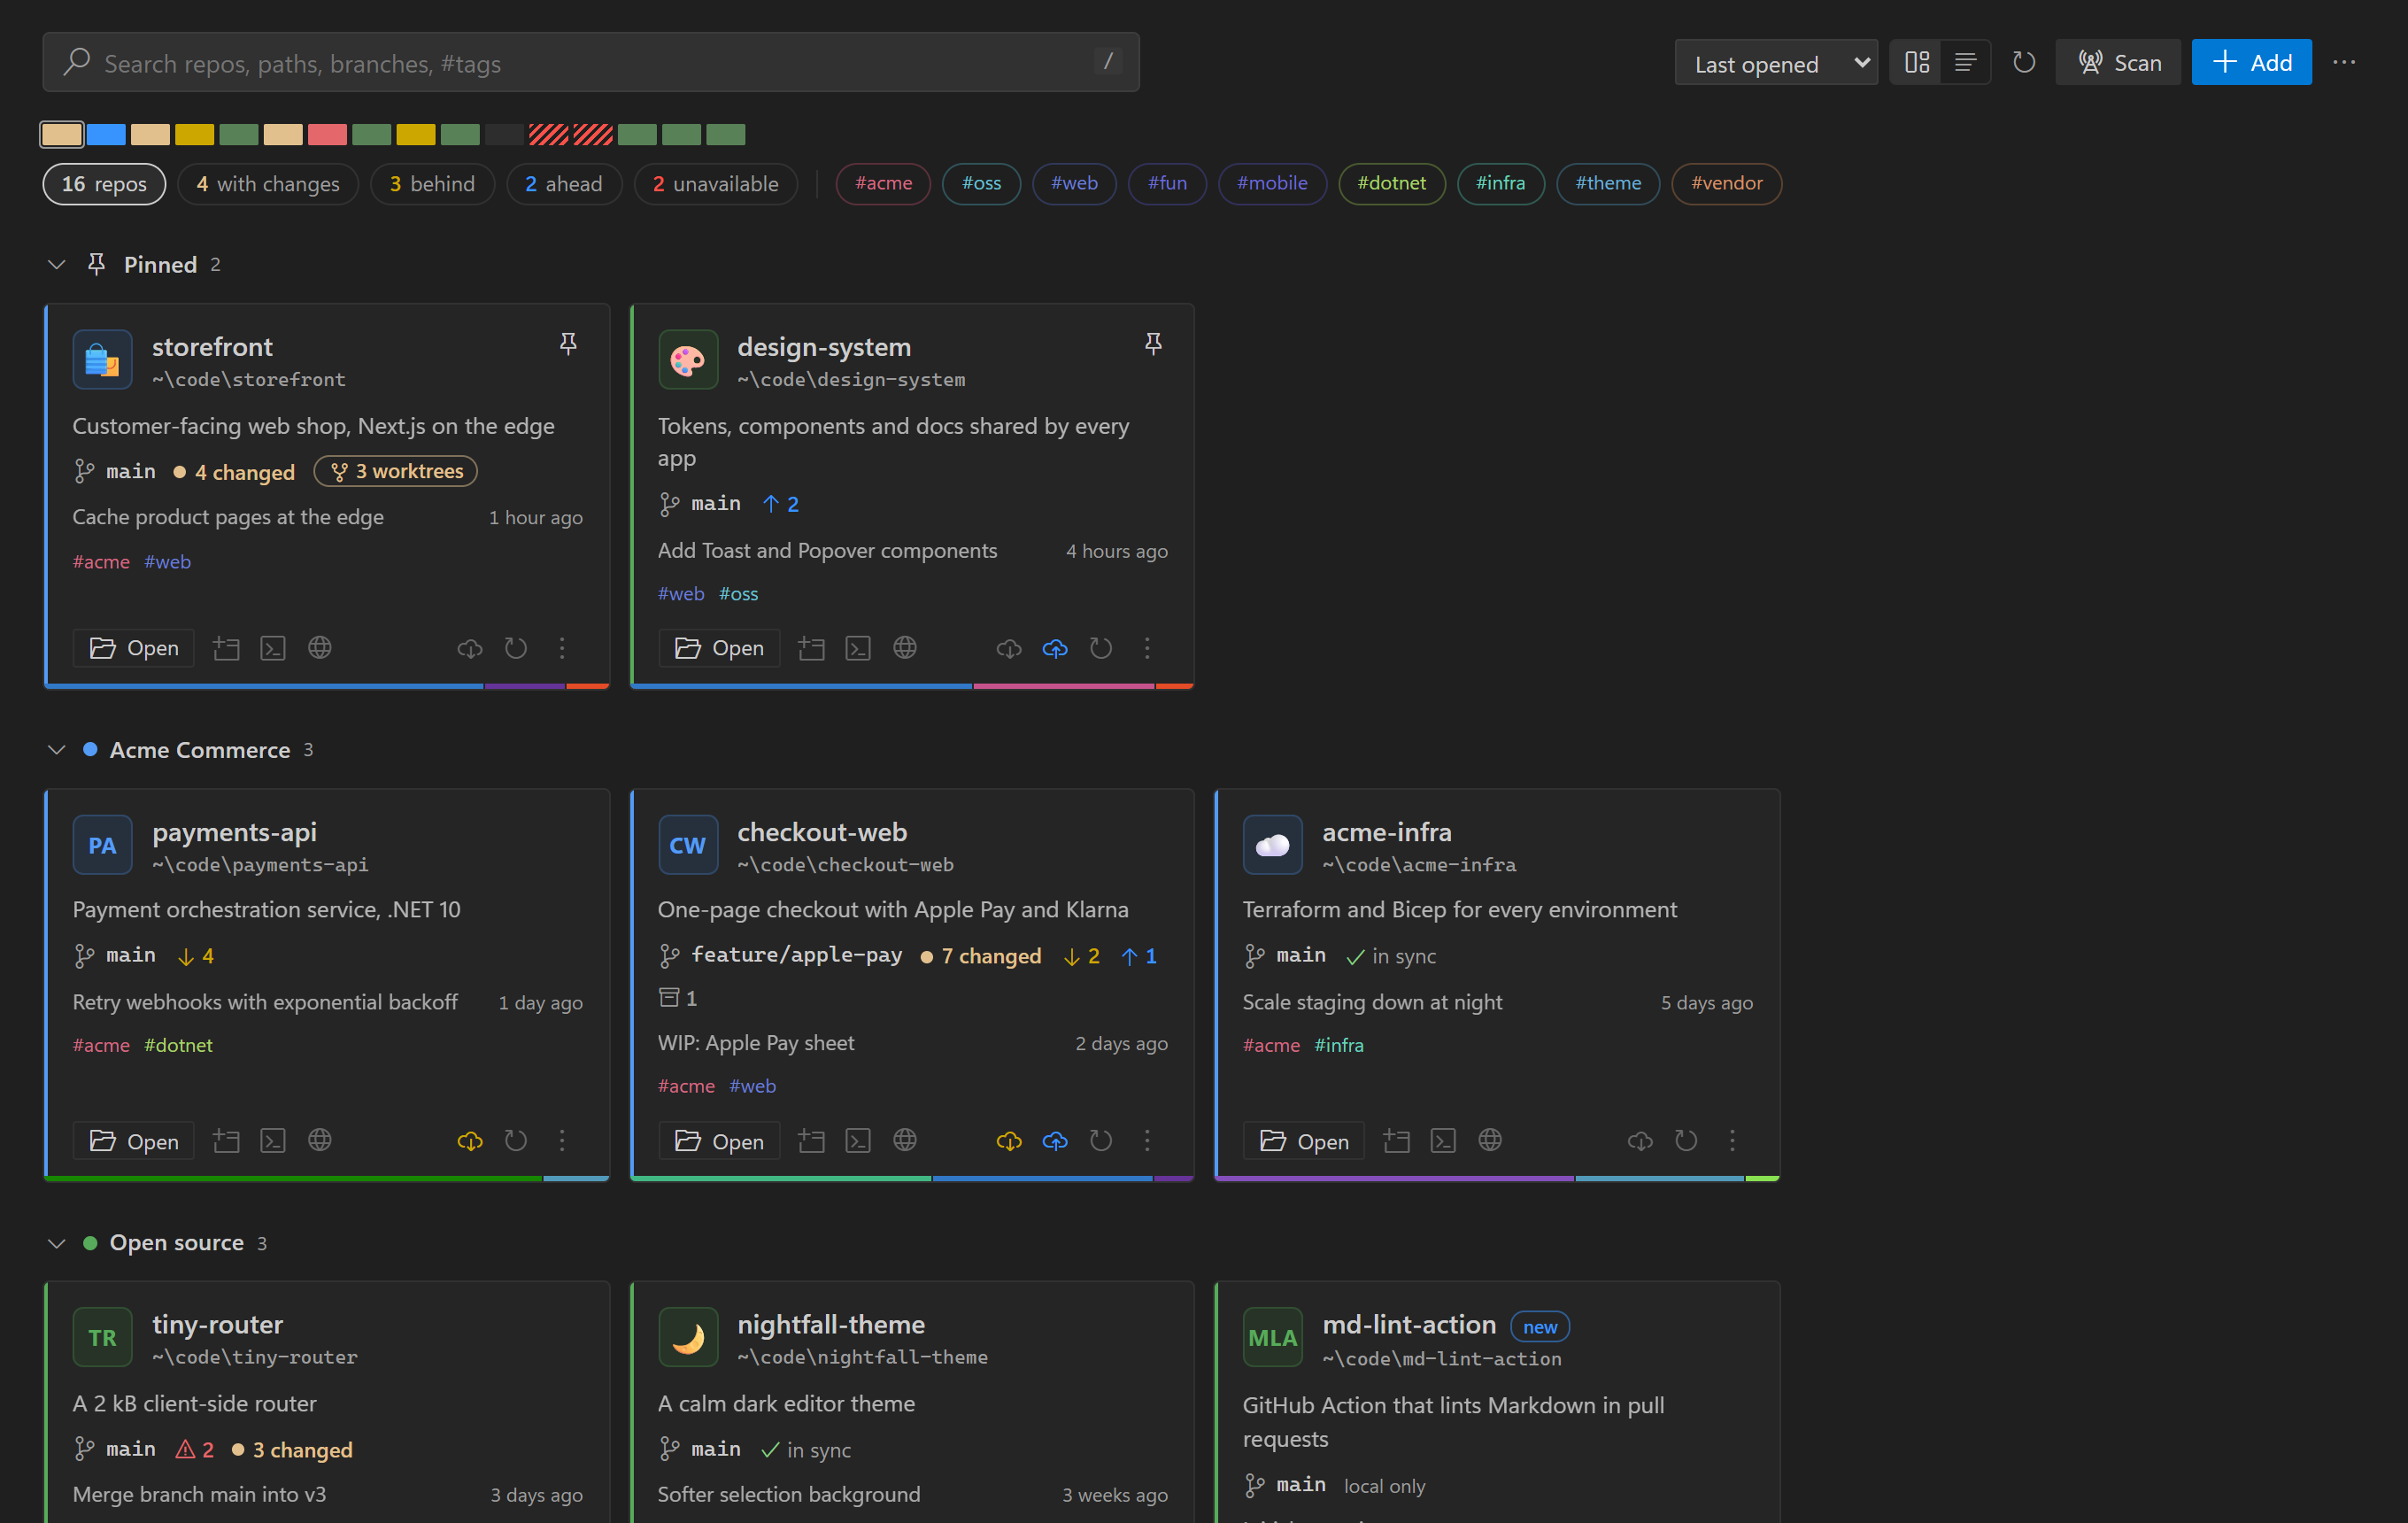 Search repos, paths, branches, #tags
/
Last opened
Scan
Add
16 repos
4 with changes
3 behind
2 ahead
2 unavailable
#acme
#oss
#web
#fun
#mobile
#dotnet
#infra
#theme
#vendor
Pinned 2
storefront
~\code\storefront
Customer-facing web shop, Next.js on the edge
main 4 changed 3 worktrees
Cache product pages at the edge 1 hour ago
#acme #web
Open
design-system
~\code\design-system
Tokens, components and docs shared by every
app
main ↑ 2
Add Toast and Popover components 4 hours ago
#web #oss
Open
Acme Commerce 3
PA
payments-api
~\code\payments-api
Payment orchestration service, .NET 10
main ↓ 4
Retry webhooks with exponential backoff 1 day ago
#acme #dotnet
Open
CW
checkout-web
~\code\checkout-web
One-page checkout with Apple Pay and Klarna
feature/apple-pay 7 changed ↓ 2 ↑ 1
1
WIP: Apple Pay sheet 2 days ago
#acme #web
Open
acme-infra
~\code\acme-infra
Terraform and Bicep for every environment
main ✓ in sync
Scale staging down at night 5 days ago
#acme #infra
Open
Open source 3
TR
tiny-router
~\code\tiny-router
A 2 kB client-side router
main 2 3 changed
Merge branch main into v3 3 days ago
nightfall-theme
~\code\nightfall-theme
A calm dark editor theme
main ✓ in sync
Softer selection background 3 weeks ago
MLA
md-lint-action new
~\code\md-lint-action
GitHub Action that lints Markdown in pull
requests
main local only